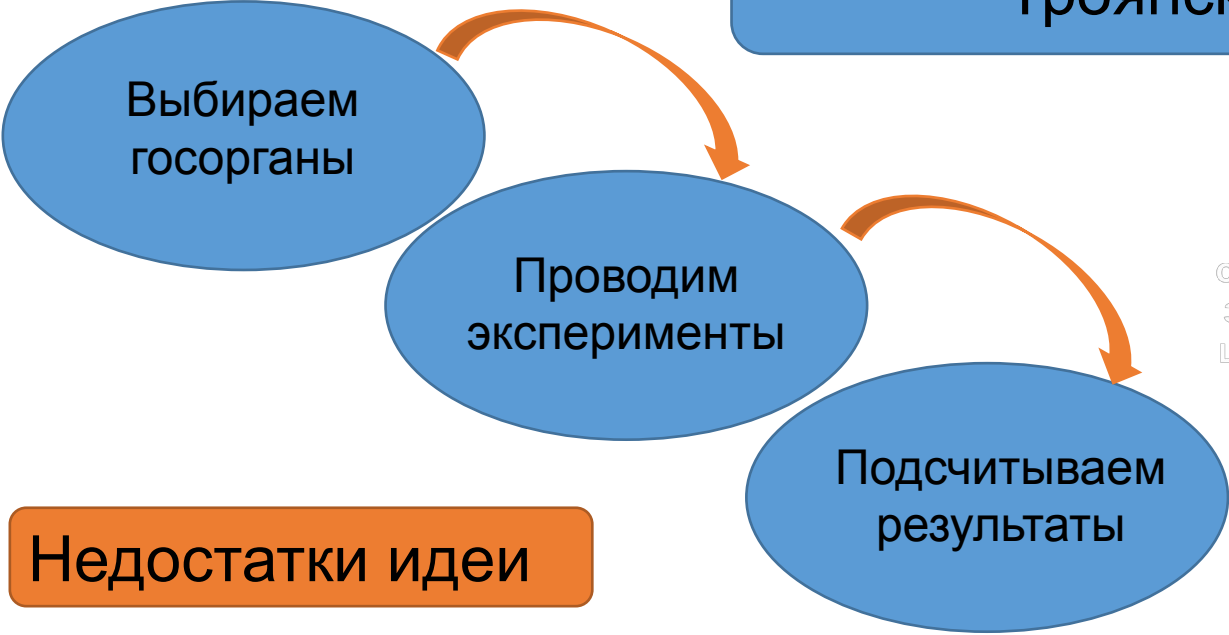 Выбираем
госорганы
Проводим
эксперименты
Подсчитываем
результаты
Недостатки идеи